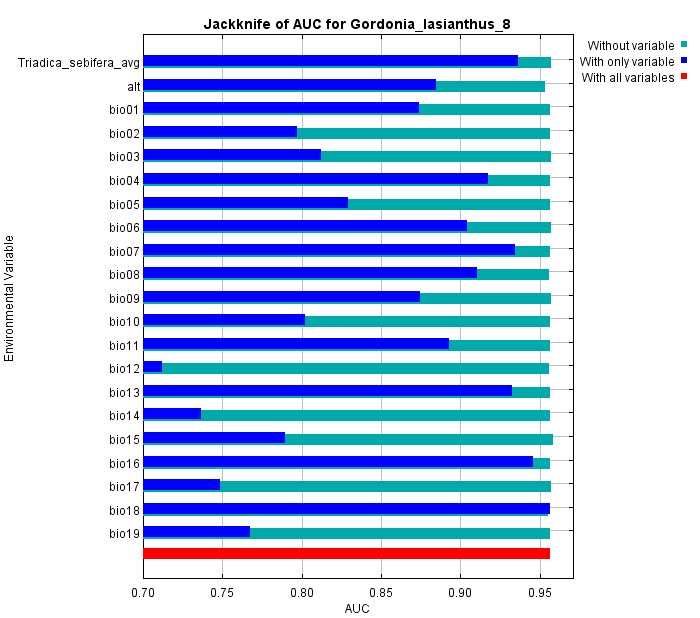 Jackknife of AUC for Gordonia_lasianthus_8
Without variable
With only variable
With all variables
Environmental Variable
Triadica_sebifera_avg
alt
bio01
bio02
bio03
bio04
bio05
bio06
bio07
bio08
bio09
bio10
bio11
bio12
bio13
bio14
bio15
bio16
bio17
bio18
bio19
0.70 0.75 0.80 0.85 0.90 0.95
AUC